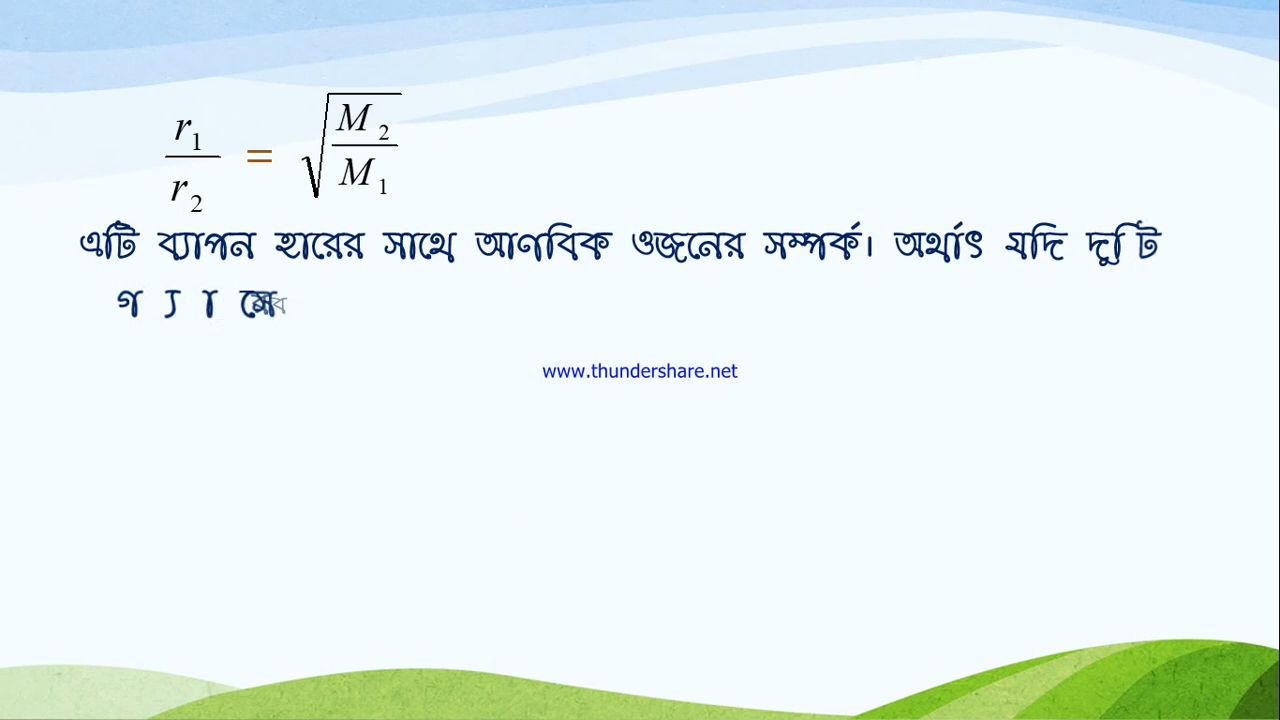 r₁/r₂ = √(M₂/M₁)
এটি ব্যাপন হারের সাথে আণবিক ওজনের সম্পর্ক। অর্থাৎ যদি দুটি
www.thundershare.net